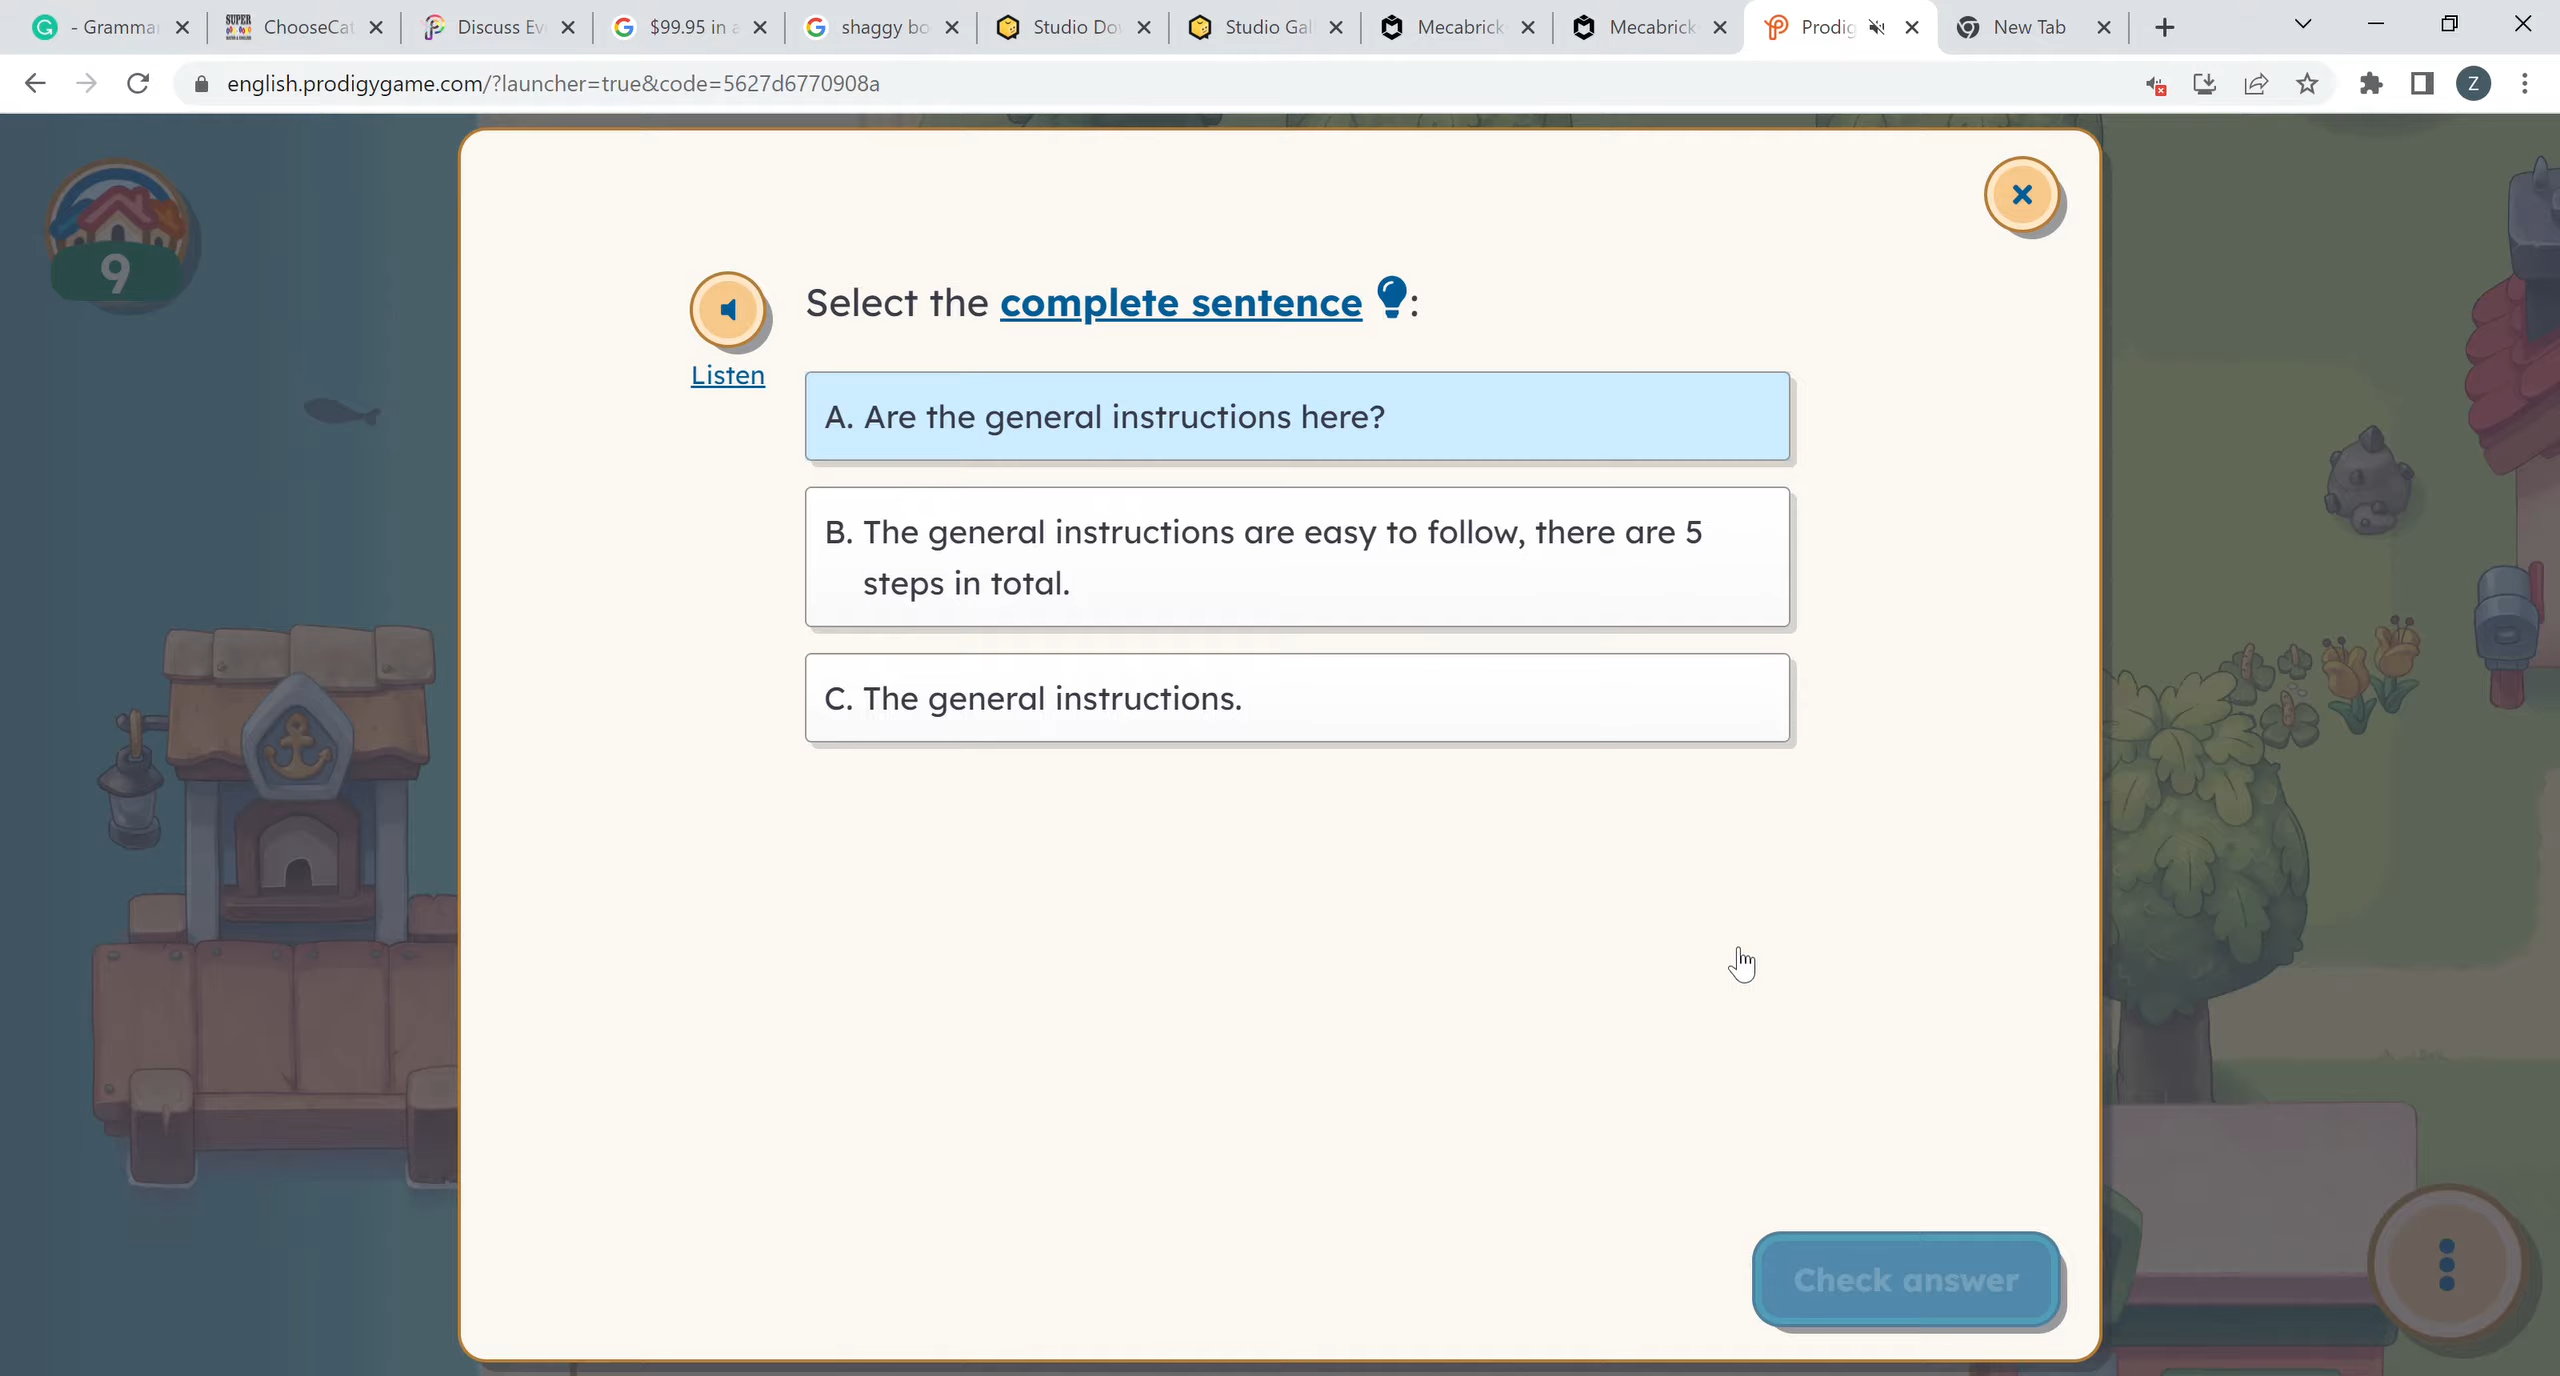 - Gramma
ChooseCat
Discuss Ev
$99.95 in a
shaggy bo
Studio Do
Studio Gal
Mecabrick
Mecabrick
Prodig
New Tab
english.prodigygame.com/?launcher=true&code=5627d6770908a
Z
9
Select the complete sentence :
Listen
A. Are the general instructions here?
B. The general instructions are easy to follow, there are 5
steps in total.
C. The general instructions.
Check answer